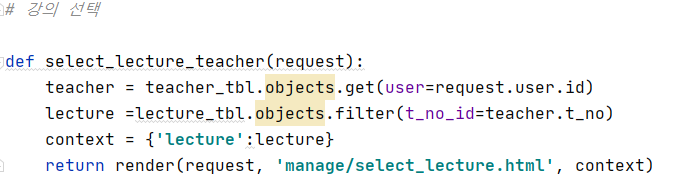 # 강의 선택
def select_lecture_teacher(request):
teacher = teacher_tbl.objects.get(user=request.user.id)
lecture =lecture_tbl.objects.filter(t_no_id=teacher.t_no)
context = {'lecture':lecture}
return render(request, 'manage/select_lecture.html', context)